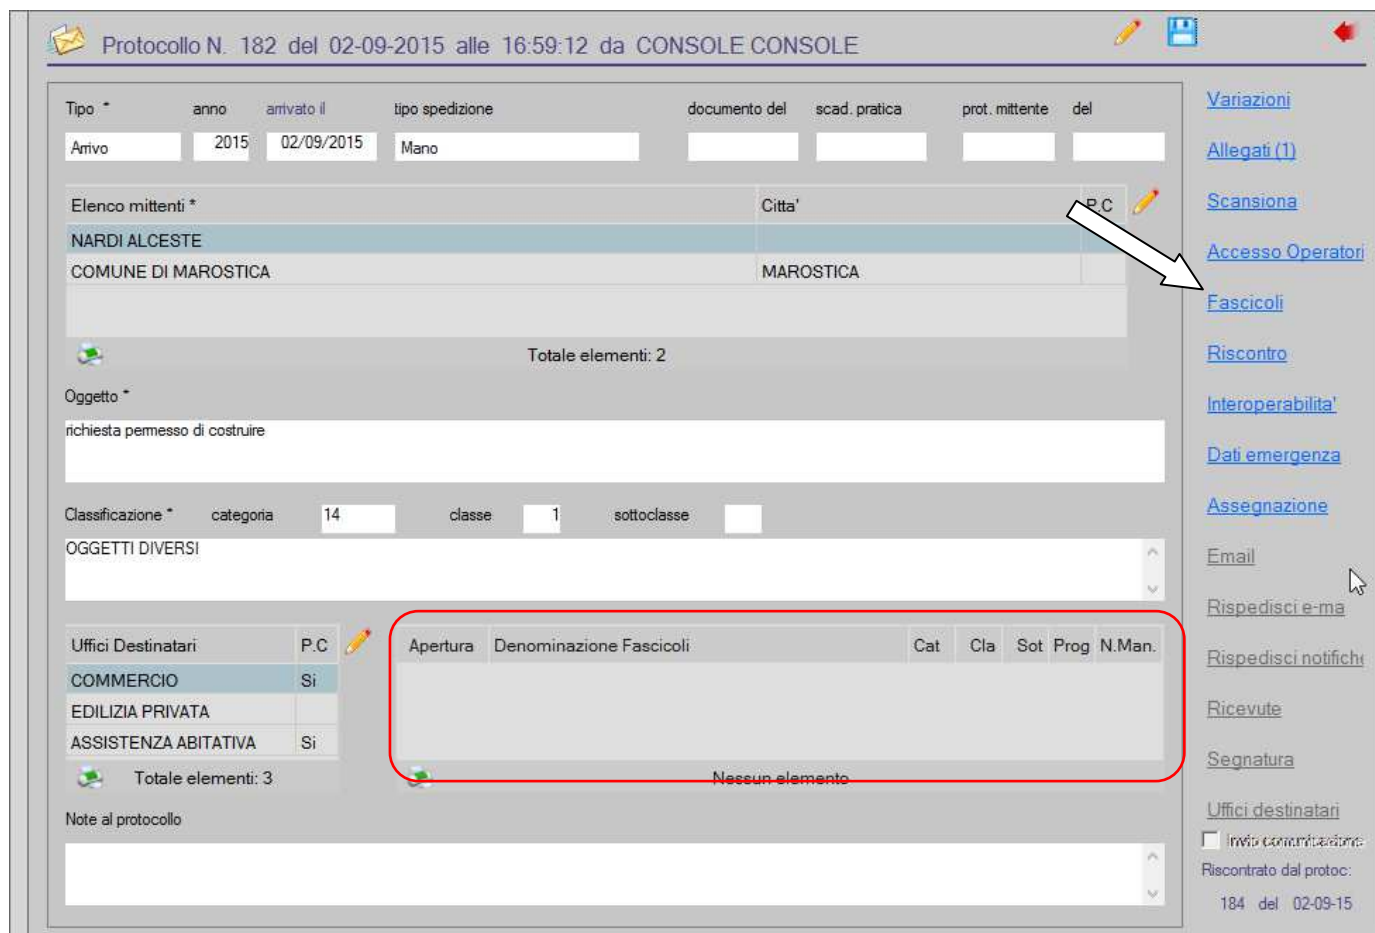 Protocollo N. 182 del 02-09-2015 alle 16:59:12 da CONSOLE CONSOLE
Tipo * anno arrivato il tipo spedizione documento del scad. pratica prot. mittente del
Arrivo 2015 02/09/2015 Mano
Elenco mittenti * Citta' P.C
NARDI ALCESTE
COMUNE DI MAROSTICA MAROSTICA
Totale elementi: 2
Oggetto *
richiesta permesso di costruire
Classificazione * categoria 14 classe 1 sottoclasse
OGGETTI DIVERSI
Uffici Destinatari P.C
COMMERCIO Si
EDILIZIA PRIVATA
ASSISTENZA ABITATIVA Si
Totale elementi: 3
Apertura Denominazione Fascicoli Cat Cla Sot Prog N.Man.
Nessun elemento
Note al protocollo
Variazioni
Allegati (1)
Scansiona
Accesso Operatori
Fascicoli
Riscontro
Interoperabilita'
Dati emergenza
Assegnazione
Email
Rispedisci e-ma
Rispedisci notifiche
Ricevute
Segnatura
Uffici destinatari
Invio comunicazione
Riscontrato dal protoc:
184 del 02-09-15